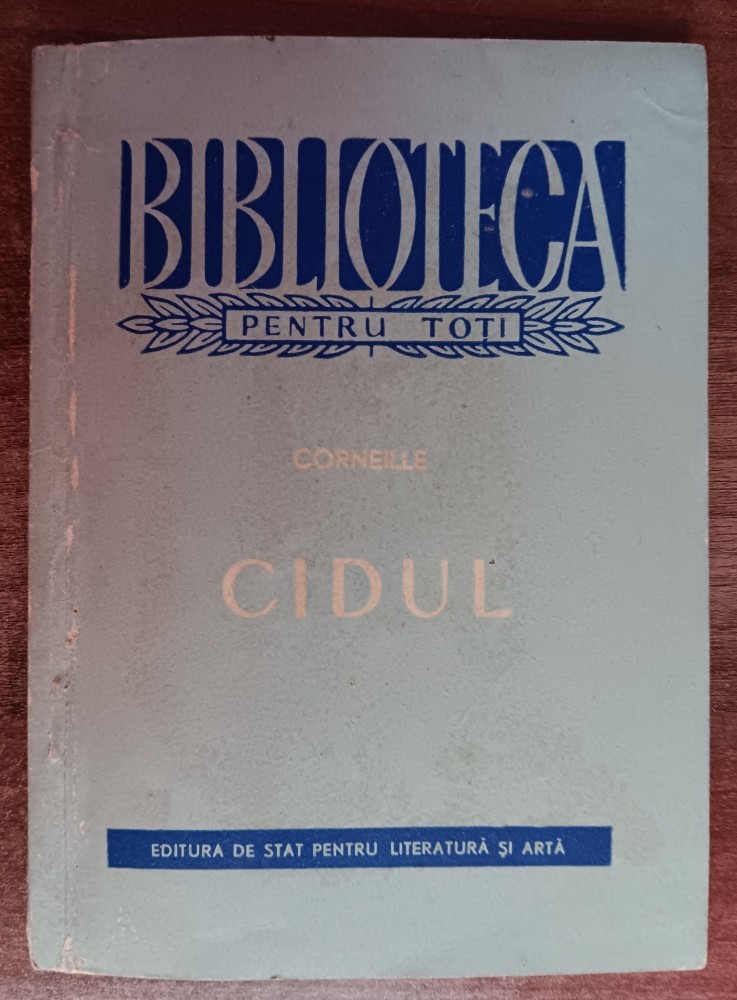 BIBLIOTECA
PENTRU TOȚI
CORNEILLE
CIDUL
EDITURA DE STAT PENTRU LITERATURĂ ȘI ARTĂ